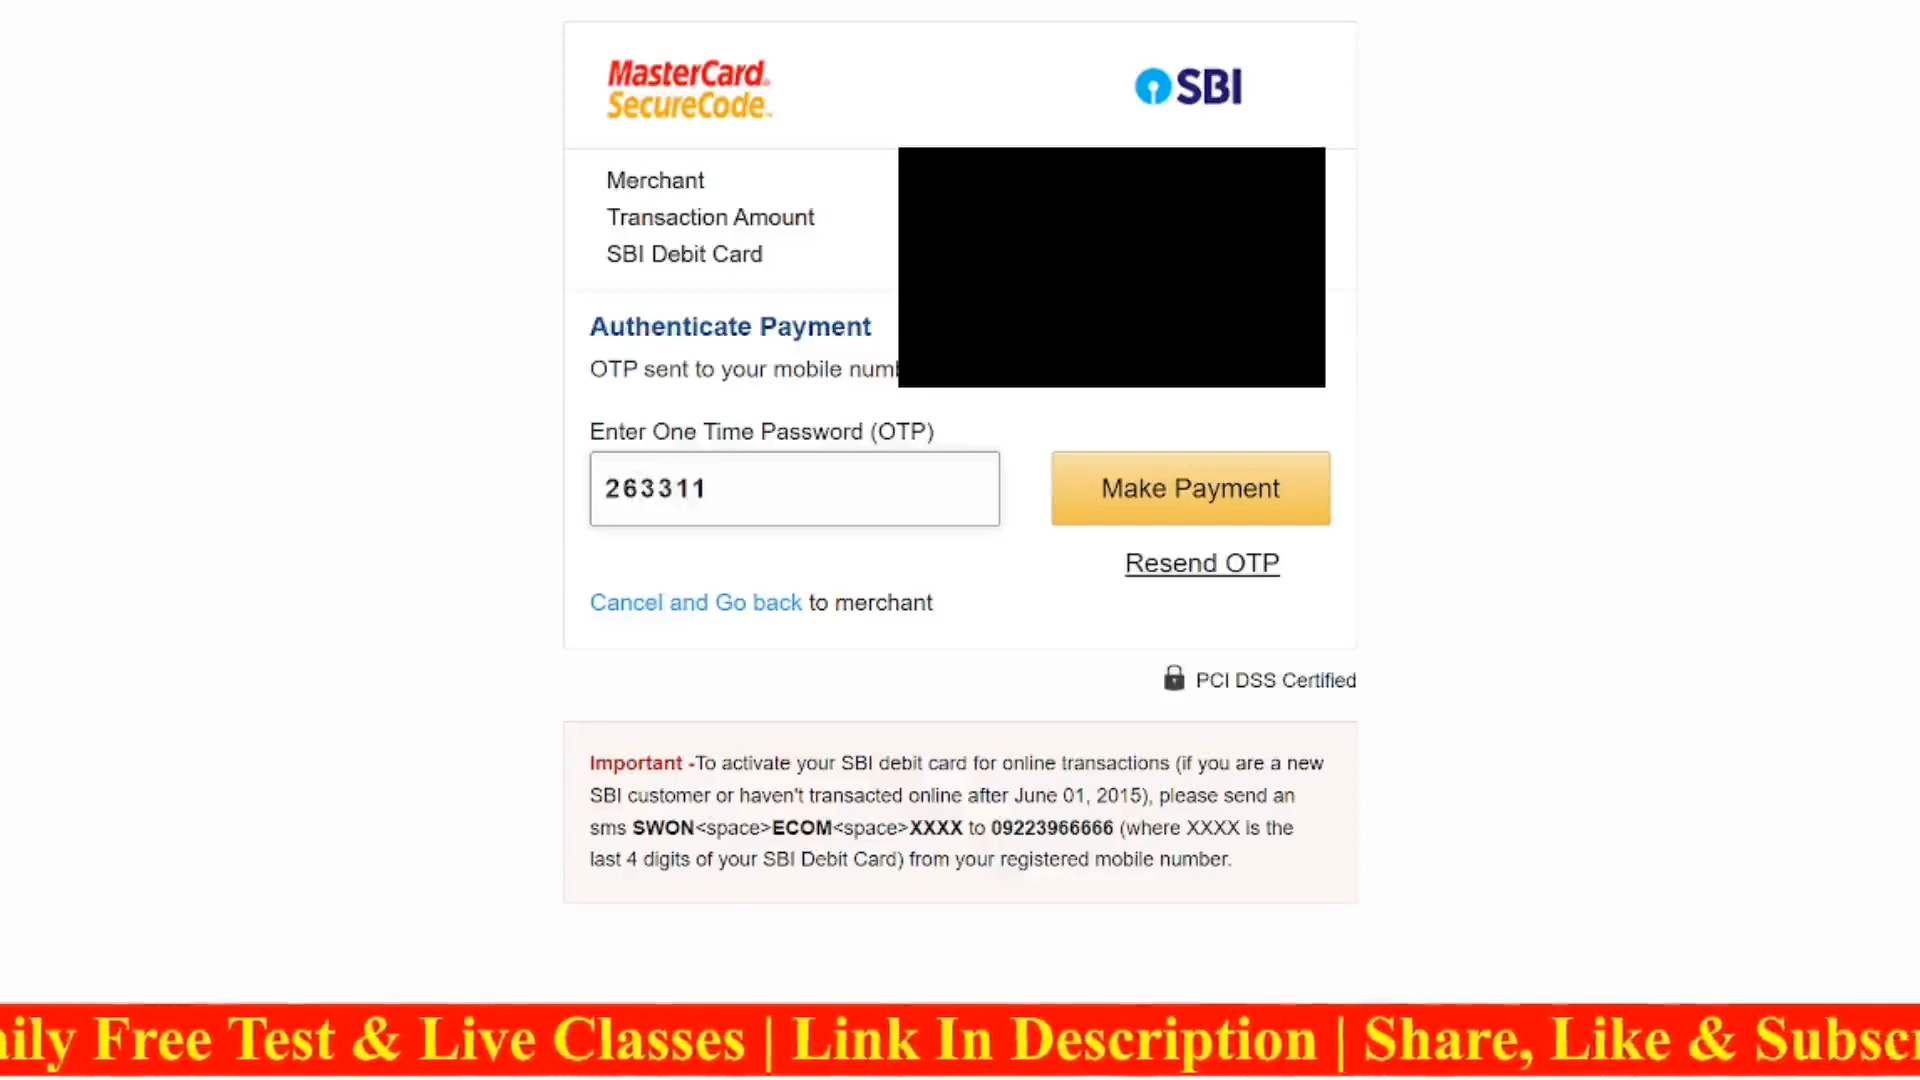 MasterCard.
SecureCode.
SBI
Merchant
Transaction Amount
SBI Debit Card
Authenticate Payment
OTP sent to your mobile
Enter One Time Password (OTP)
263311
Make Payment
Resend OTP
Cancel and Go back to merchant
PCI DSS Certified
Important -To activate your SBI debit card for online transactions (if you are a new
SBI customer or haven't transacted online after June 01, 2015), please send an
sms SWON<space>ECOM<space>XXXX to 09223966666 (where XXXX is the
last 4 digits of your SBI Debit Card) from your registered mobile number.
Free Test & Live Classes | Link In Description | Share, Like &